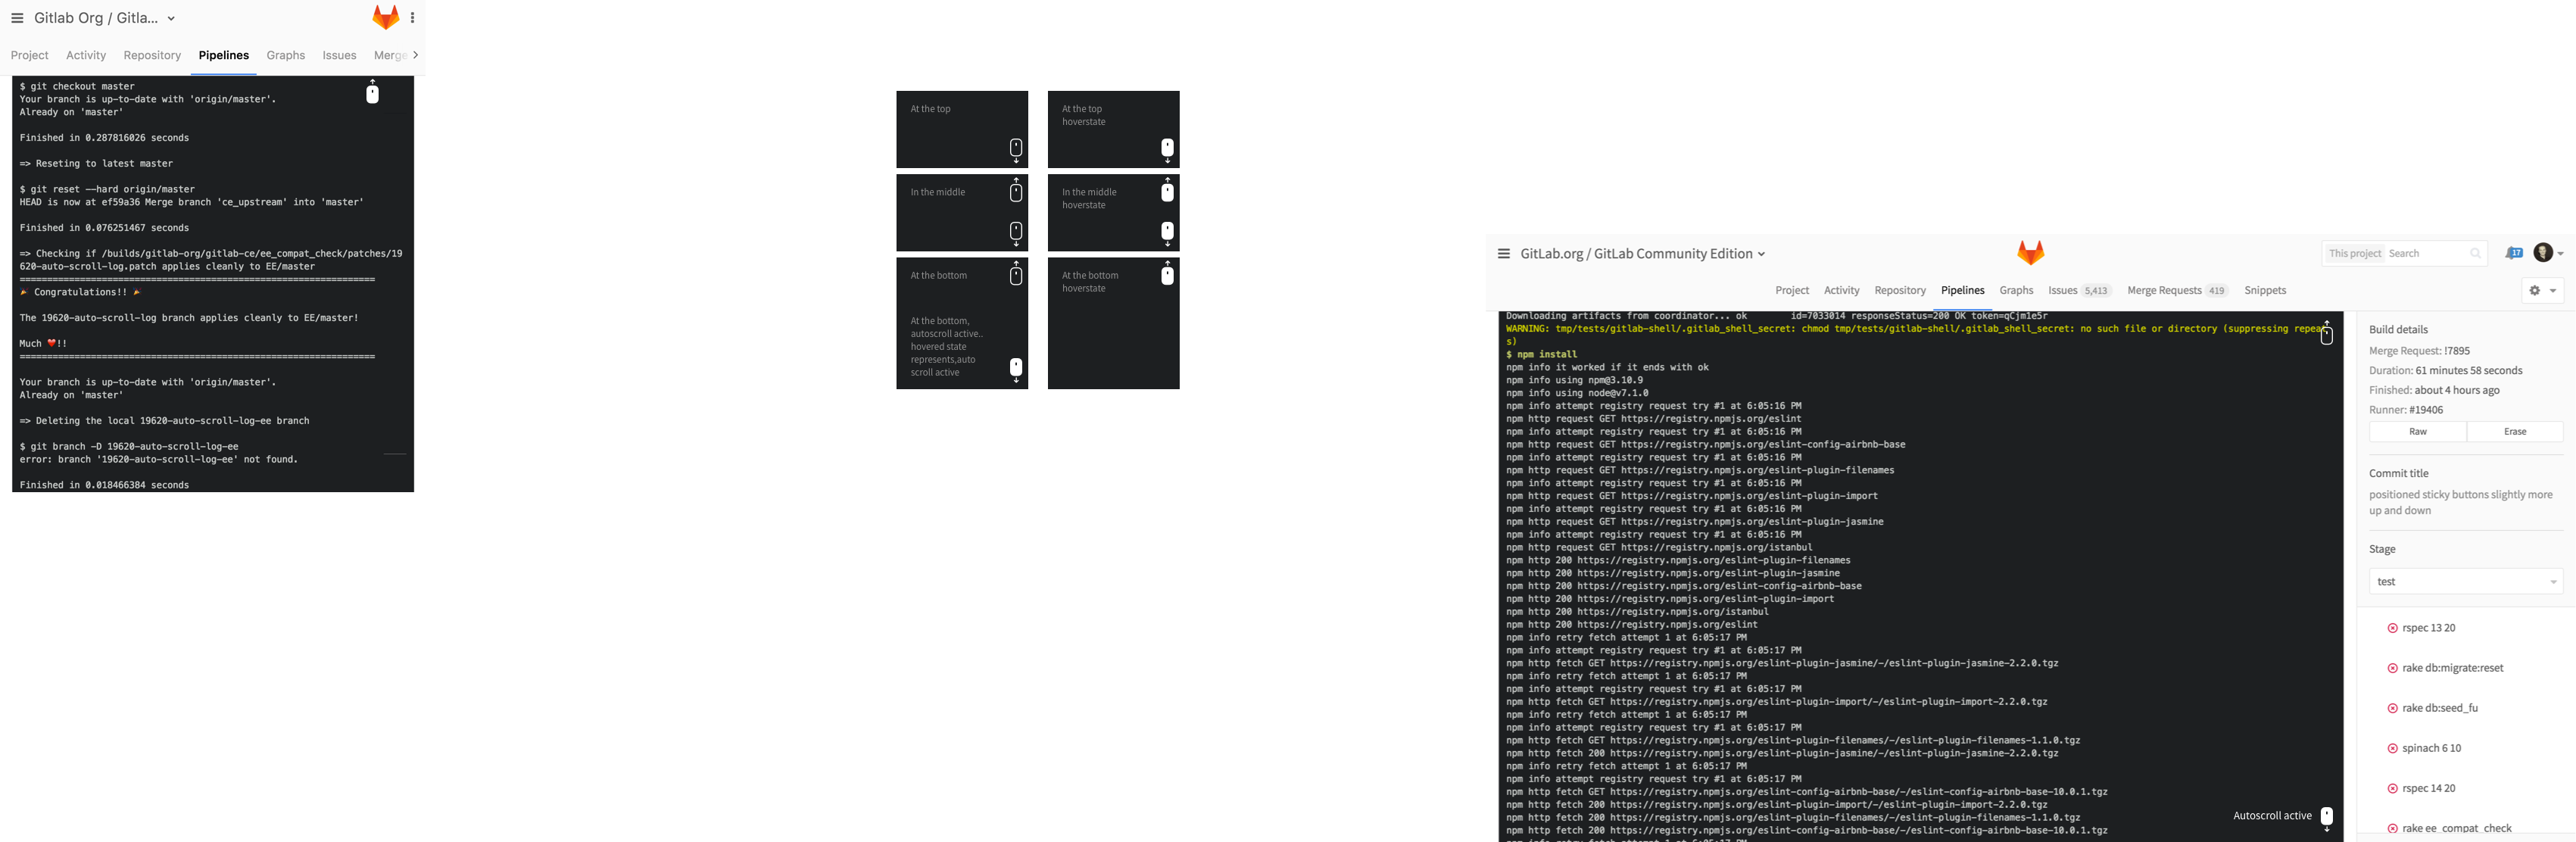 Gitlab Org / Gitla...
Project Activity Repository Pipelines Graphs Issues Merge
$ git checkout master
Your branch is up-to-date with 'origin/master'.
Already on 'master'
Finished in 0.287816026 seconds
=> Reseting to latest master
$ git reset --hard origin/master
HEAD is now at ef59a36 Merge branch 'ce_upstream' into 'master'
Finished in 0.076251467 seconds
=> Checking if /builds/gitlab-org/gitlab-ce/ee_compat_check/patches/19
620-auto-scroll-log.patch applies cleanly to EE/master
==================================================================
🎉 Congratulations!! 🎉
The 19620-auto-scroll-log branch applies cleanly to EE/master!
Much ❤️!!
==================================================================
Your branch is up-to-date with 'origin/master'.
Already on 'master'
=> Deleting the local 19620-auto-scroll-log-ee branch
$ git branch -D 19620-auto-scroll-log-ee
error: branch '19620-auto-scroll-log-ee' not found.
Finished in 0.018466384 seconds
At the top
At the top
hoverstate
In the middle
In the middle
hoverstate
At the bottom
At the bottom,
autoscroll active..
hovered state
represents,auto
scroll active
At the bottom
hoverstate
GitLab.org / GitLab Community Edition
This project Search
17
Project Activity Repository Pipelines Graphs Issues 5,413 Merge Requests 419 Snippets
Downloading artifacts from coordinator... ok id=7033014 responseStatus=200 OK token=qCjm1e5r
WARNING: tmp/tests/gitlab-shell/.gitlab_shell_secret: chmod tmp/tests/gitlab-shell/.gitlab_shell_secret: no such file or directory (suppressing repeat
s)
$ npm install
npm info it worked if it ends with ok
npm info using npm@3.10.9
npm info using node@v7.1.0
npm info attempt registry request try #1 at 6:05:16 PM
npm http request GET https://registry.npmjs.org/eslint
npm info attempt registry request try #1 at 6:05:16 PM
npm http request GET https://registry.npmjs.org/eslint-config-airbnb-base
npm info attempt registry request try #1 at 6:05:16 PM
npm http request GET https://registry.npmjs.org/eslint-plugin-filenames
npm info attempt registry request try #1 at 6:05:16 PM
npm http request GET https://registry.npmjs.org/eslint-plugin-import
npm info attempt registry request try #1 at 6:05:16 PM
npm http request GET https://registry.npmjs.org/eslint-plugin-jasmine
npm info attempt registry request try #1 at 6:05:16 PM
npm http request GET https://registry.npmjs.org/istanbul
npm http 200 https://registry.npmjs.org/eslint-plugin-filenames
npm http 200 https://registry.npmjs.org/eslint-plugin-jasmine
npm http 200 https://registry.npmjs.org/eslint-config-airbnb-base
npm http 200 https://registry.npmjs.org/eslint-plugin-import
npm http 200 https://registry.npmjs.org/istanbul
npm http 200 https://registry.npmjs.org/eslint
npm info retry fetch attempt 1 at 6:05:17 PM
npm info attempt registry request try #1 at 6:05:17 PM
npm http fetch GET https://registry.npmjs.org/eslint-plugin-jasmine/-/eslint-plugin-jasmine-2.2.0.tgz
npm info retry fetch attempt 1 at 6:05:17 PM
npm info attempt registry request try #1 at 6:05:17 PM
npm http fetch GET https://registry.npmjs.org/eslint-plugin-import/-/eslint-plugin-import-2.2.0.tgz
npm info retry fetch attempt 1 at 6:05:17 PM
npm info attempt registry request try #1 at 6:05:17 PM
npm http fetch GET https://registry.npmjs.org/eslint-plugin-filenames/-/eslint-plugin-filenames-1.1.0.tgz
npm http fetch 200 https://registry.npmjs.org/eslint-plugin-jasmine/-/eslint-plugin-jasmine-2.2.0.tgz
npm info retry fetch attempt 1 at 6:05:17 PM
npm info attempt registry request try #1 at 6:05:17 PM
npm http fetch GET https://registry.npmjs.org/eslint-config-airbnb-base/-/eslint-config-airbnb-base-10.0.1.tgz
npm http fetch 200 https://registry.npmjs.org/eslint-plugin-import/-/eslint-plugin-import-2.2.0.tgz
npm http fetch 200 https://registry.npmjs.org/eslint-plugin-filenames/-/eslint-plugin-filenames-1.1.0.tgz
npm http fetch 200 https://registry.npmjs.org/eslint-config-airbnb-base/-/eslint-config-airbnb-base-10.0.1.tgz
Autoscroll active
Build details
Merge Request: !7895
Duration: 61 minutes 58 seconds
Finished: about 4 hours ago
Runner: #19406
Raw Erase
Commit title
positioned sticky buttons slightly more
up and down
Stage
test
rspec 13 20
rake db:migrate:reset
rake db:seed_fu
spinach 6 10
rspec 14 20
rake ee_compat_check